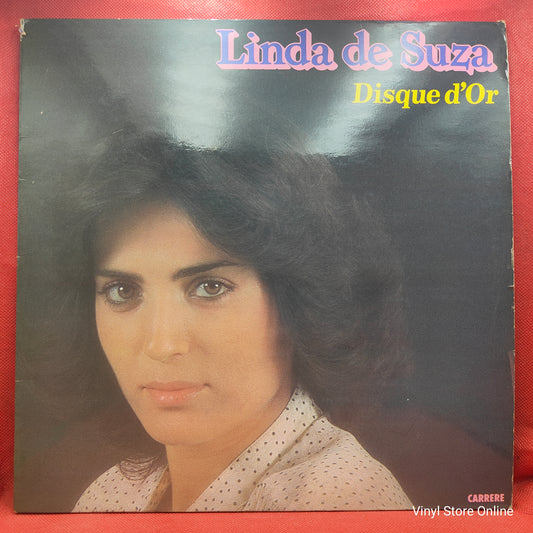 Linda de Suza
Disque d'Or
CARRERE
Vinyl Store Online